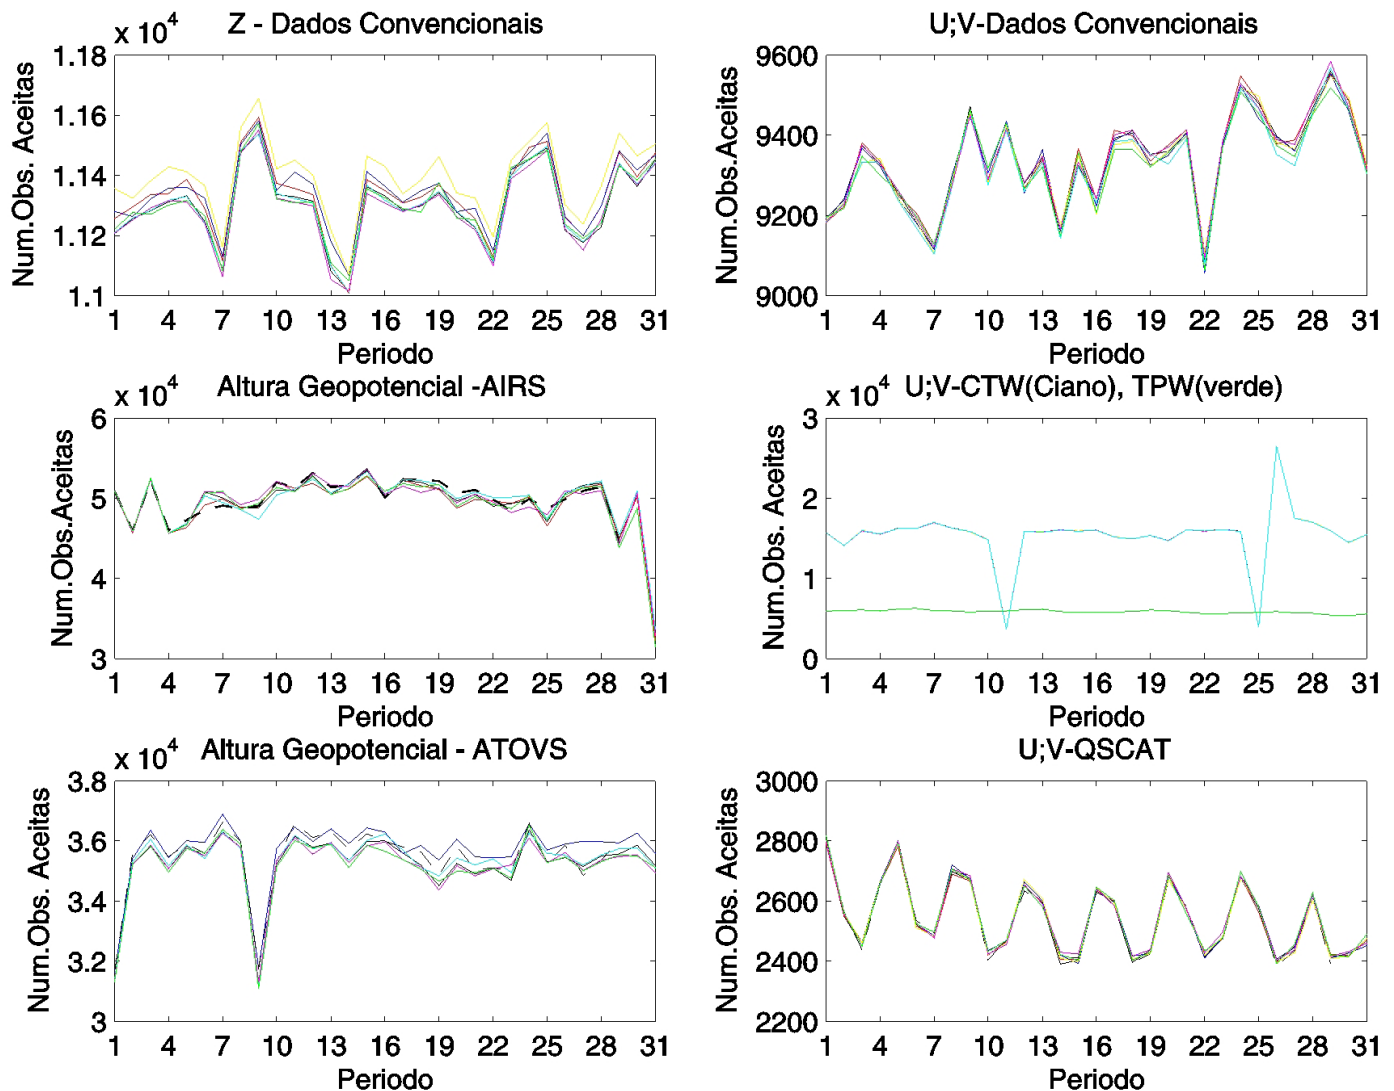 Z - Dados Convencionais
x 10^4
Num.Obs. Aceitas
1.18
1.16
1.14
1.12
1.1
1 4 7 10 13 16 19 22 25 28 31
Periodo
U;V-Dados Convencionais
Num.Obs.Aceitas
9600
9400
9200
9000
1 4 7 10 13 16 19 22 25 28 31
Periodo
Altura Geopotencial -AIRS
x 10^4
Num.Obs.Aceitas
6
5
4
3
1 4 7 10 13 16 19 22 25 28 31
Periodo
U;V-CTW(Ciano), TPW(verde)
x 10^4
Num.Obs. Aceitas
3
2
1
0
1 4 7 10 13 16 19 22 25 28 31
Periodo
Altura Geopotencial - ATOVS
x 10^4
Num.Obs. Aceitas
3.8
3.6
3.4
3.2
3
1 4 7 10 13 16 19 22 25 28 31
Periodo
U;V-QSCAT
Num.Obs. Aceitas
3000
2800
2600
2400
2200
1 4 7 10 13 16 19 22 25 28 31
Periodo